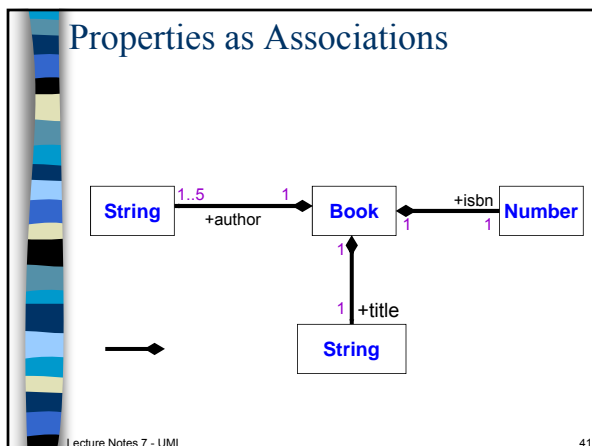 Properties as Associations
String
1..5
+author
1
Book
1
+isbn
1
Number
1
1
+title
String
Lecture Notes 7 - UML
41